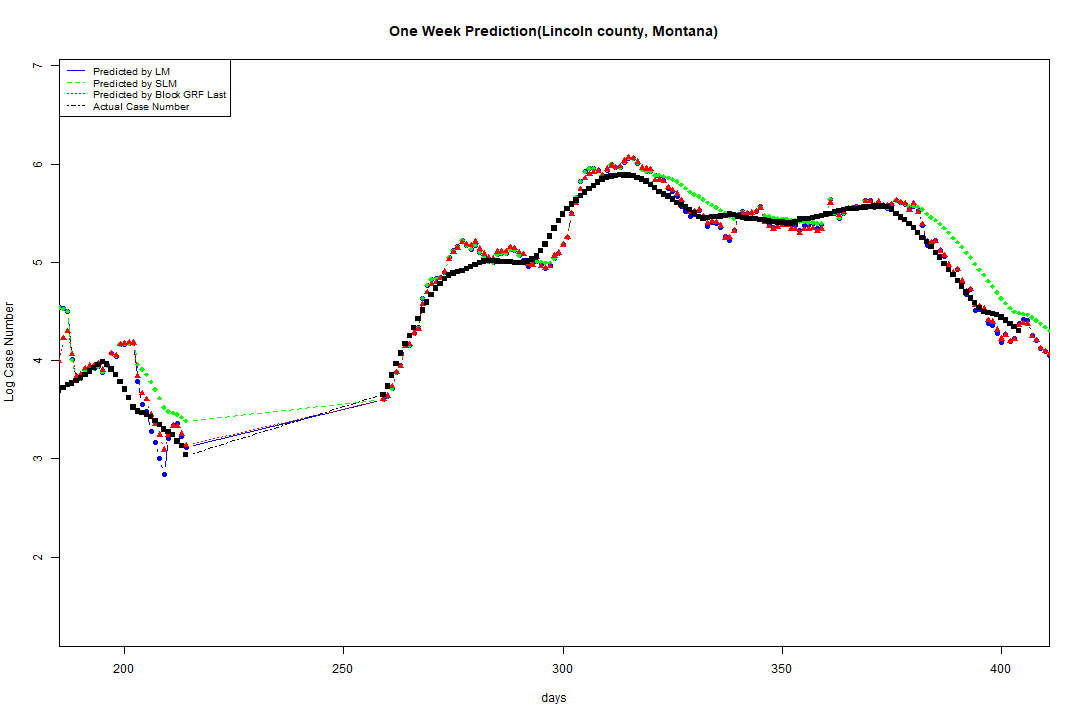 One Week Prediction(Lincoln county, Montana)
Predicted by LM
Predicted by SLM
Predicted by Block GRF Last
Actual Case Number
7
6
5
4
3
2
Log Case Number
200
250
300
350
400
days